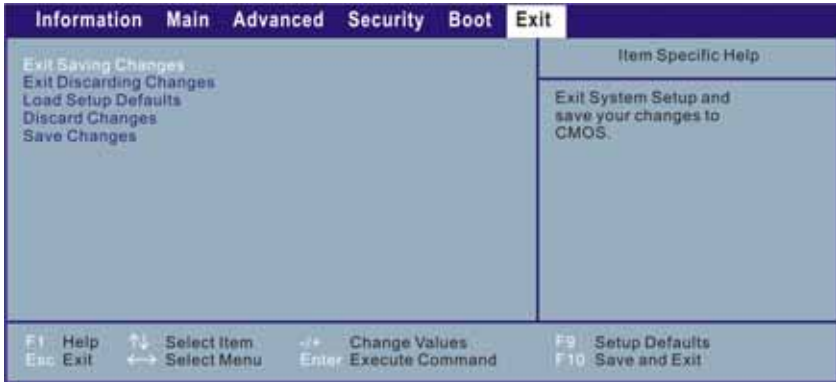 Information Main Advanced Security Boot Exit
Exit Saving Changes
Exit Discarding Changes
Load Setup Defaults
Discard Changes
Save Changes
Item Specific Help
Exit System Setup and
save your changes to
CMOS.
F1 Help ↑↓ Select Item -/+ Change Values F9 Setup Defaults
Esc Exit ←→ Select Menu Enter Execute Command F10 Save and Exit